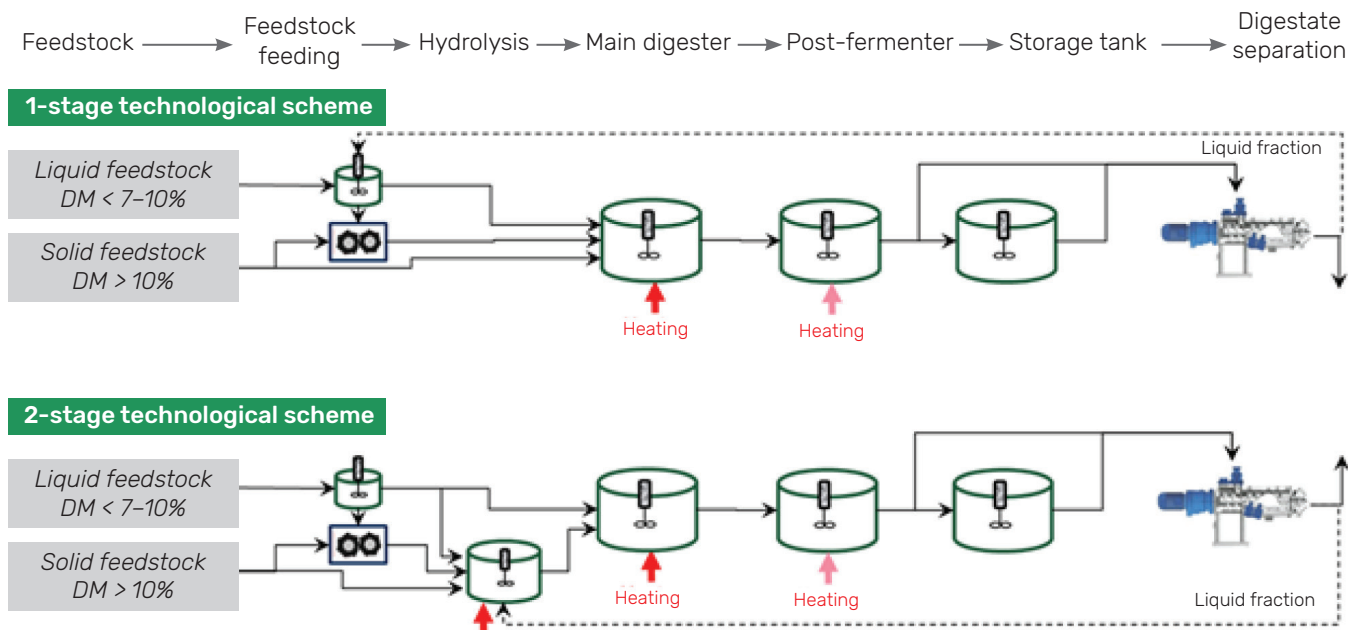 Feedstock
Feedstock
feeding
Hydrolysis
Main digester
Post-fermenter
Storage tank
Digestate
separation
1-stage technological scheme
Liquid feedstock
DM < 7–10%
Solid feedstock
DM > 10%
Liquid fraction
Heating
Heating
2-stage technological scheme
Liquid feedstock
DM < 7–10%
Solid feedstock
DM > 10%
Heating
Heating
Liquid fraction